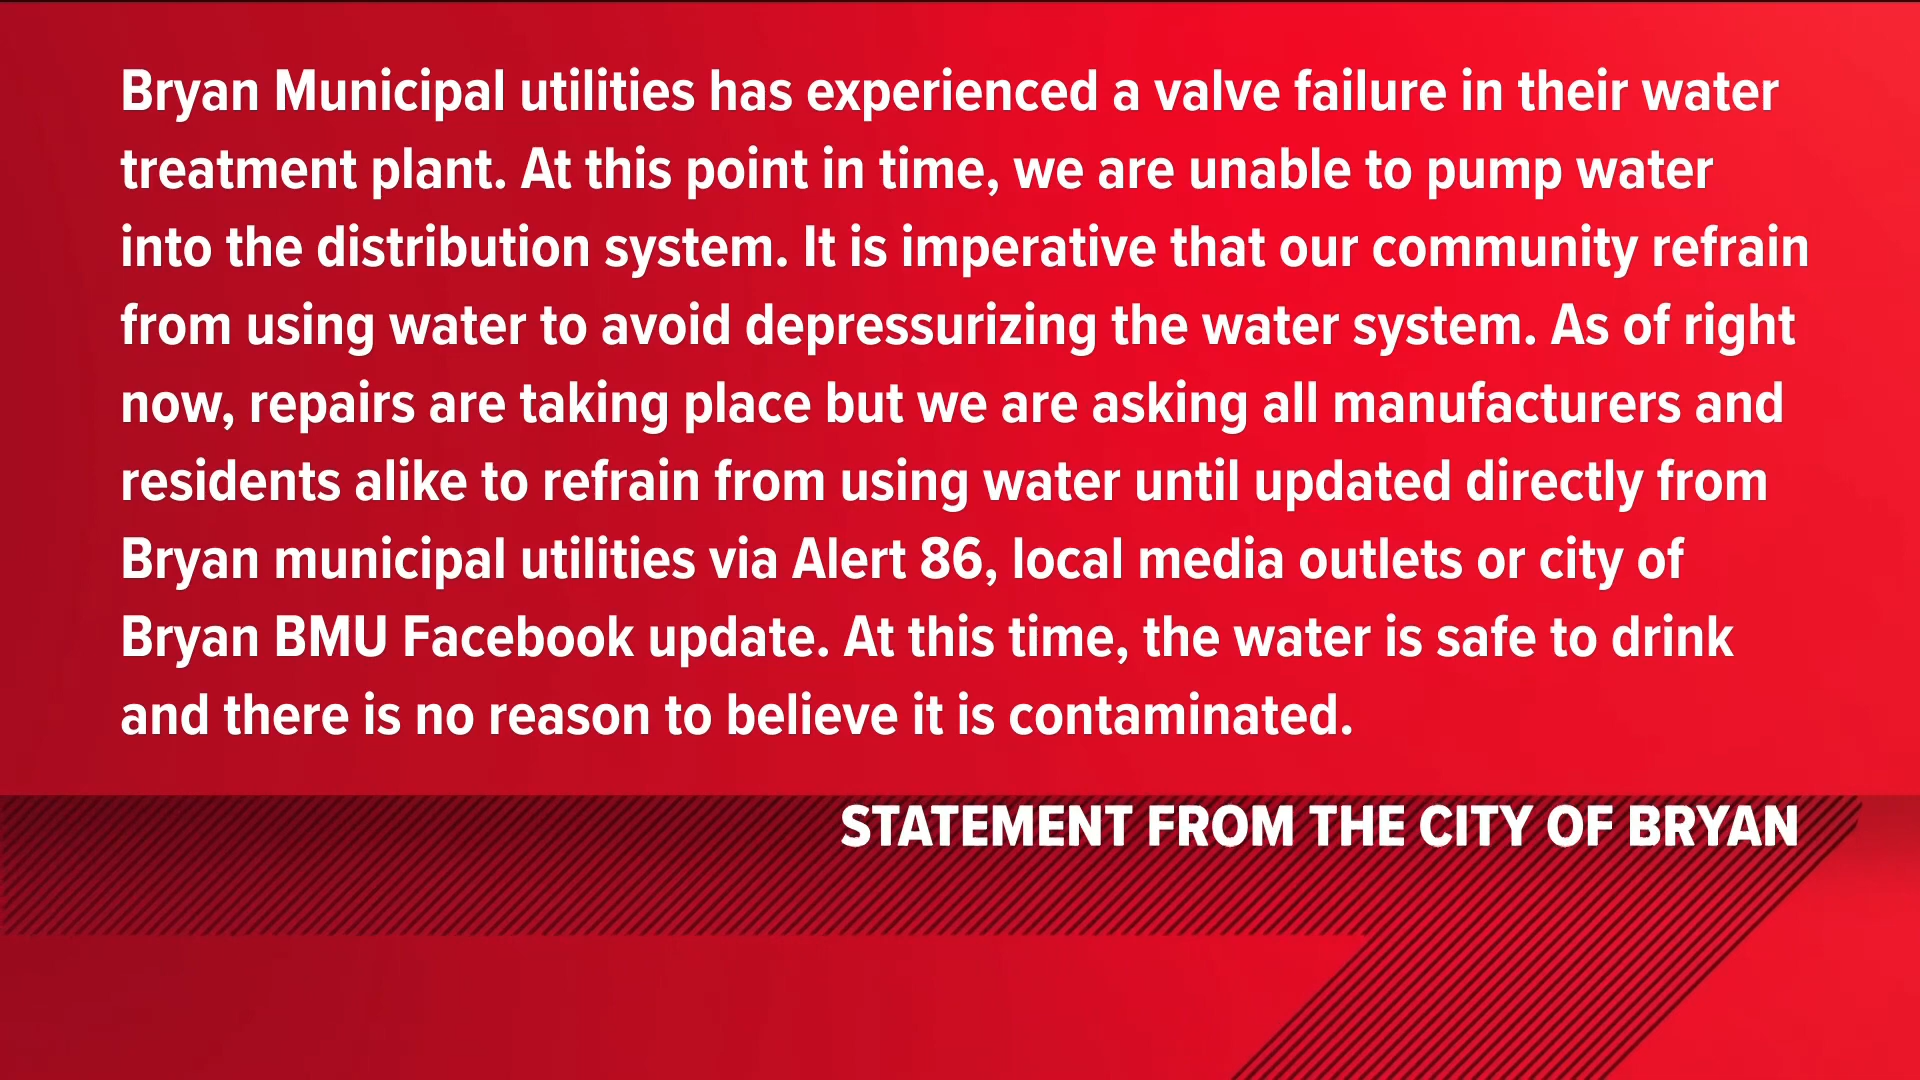 Bryan Municipal utilities has experienced a valve failure in their water
treatment plant. At this point in time, we are unable to pump water
into the distribution system. It is imperative that our community refrain
from using water to avoid depressurizing the water system. As of right
now, repairs are taking place but we are asking all manufacturers and
residents alike to refrain from using water until updated directly from
Bryan municipal utilities via Alert 86, local media outlets or city of
Bryan BMU Facebook update. At this time, the water is safe to drink
and there is no reason to believe it is contaminated.
STATEMENT FROM THE CITY OF BRYAN